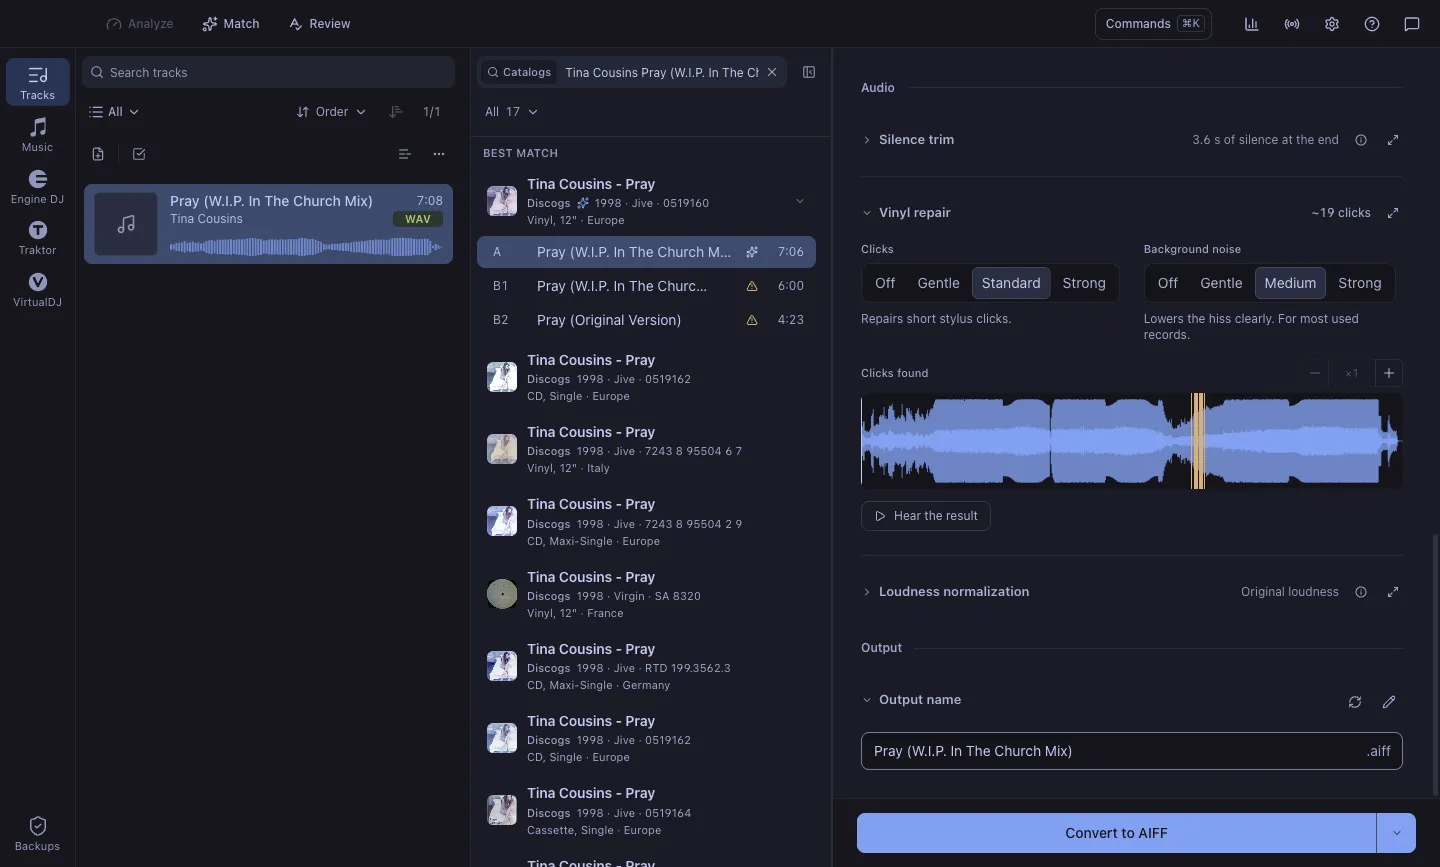 Analyze
Match
Review
Commands ⌘K
Tracks
Music
Engine DJ
Traktor
VirtualDJ
Backups
Search tracks
All
Order
1/1
Pray (W.I.P. In The Church Mix)
7:08
Tina Cousins
WAV
Catalogs
Tina Cousins Pray (W.I.P. In The Ch
All 17
BEST MATCH
Tina Cousins - Pray
Discogs 1998 · Jive · 0519160
Vinyl, 12" · Europe
A Pray (W.I.P. In The Church M... 7:06
B1 Pray (W.I.P. In The Churc... 6:00
B2 Pray (Original Version) 4:23
Tina Cousins - Pray
Discogs 1998 · Jive · 0519162
CD, Single · Europe
Tina Cousins - Pray
Discogs 1998 · Jive · 7243 8 95504 6 7
Vinyl, 12" · Italy
Tina Cousins - Pray
Discogs 1998 · Jive · 7243 8 95504 2 9
CD, Maxi-Single · Europe
Tina Cousins - Pray
Discogs 1998 · Virgin · SA 8320
Vinyl, 12" · France
Tina Cousins - Pray
Discogs 1998 · Jive · RTD 199.3562.3
CD, Maxi-Single · Germany
Tina Cousins - Pray
Discogs 1998 · Jive · 0519162
CD, Single · Europe
Tina Cousins - Pray
Discogs 1998 · Jive · 0519164
Cassette, Single · Europe
Tina Cousins - Pray
Audio
Silence trim
3.6 s of silence at the end
Vinyl repair
~19 clicks
Clicks
Off Gentle Standard Strong
Repairs short stylus clicks.
Background noise
Off Gentle Medium Strong
Lowers the hiss clearly. For most used
records.
Clicks found
×1
Hear the result
Loudness normalization
Original loudness
Output
Output name
Pray (W.I.P. In The Church Mix)
.aiff
Convert to AIFF